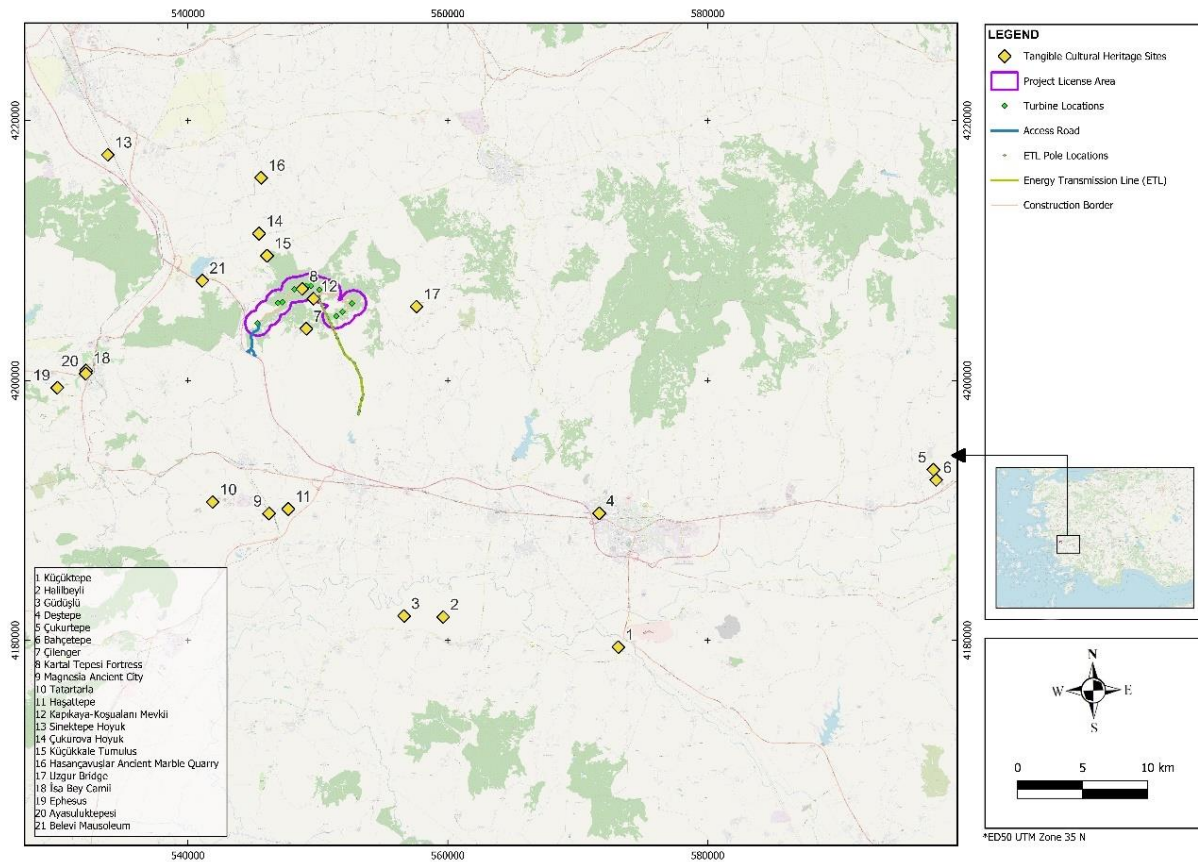 540000
560000
580000
LEGEND
Tangible Cultural Heritage Sites
Project License Area
Turbine Locations
Access Road
ETL Pole Locations
Energy Transmission Line (ETL)
Construction Border
4220000
4220000
13
16
14
15
21
8
12
17
7
20
18
19
4200000
4200000
5
6
10
9
11
4
3
2
1
4180000
4180000
1 Küçüktepe
2 Halilbeyli
3 Güdüşlü
4 Deştepe
5 Çukurtepe
6 Bahçetepe
7 Çilenger
8 Kartal Tepesi Fortress
9 Magnesia Ancient City
10 Tatartarla
11 Haşattepe
12 Kapıkaya-Koşualanı Mevkii
13 Sinektepe Hoyuk
14 Çukurova Hoyuk
15 Küçükkale Tumulus
16 Hasançavuşlar Ancient Marble Quarry
17 Uzgur Bridge
18 İsa Bey Camii
19 Ephesus
20 Ayasuluktepesi
21 Belevi Mausoleum
N
W E
S
0 5 10 km
*ED50 UTM Zone 35 N
540000
560000
580000